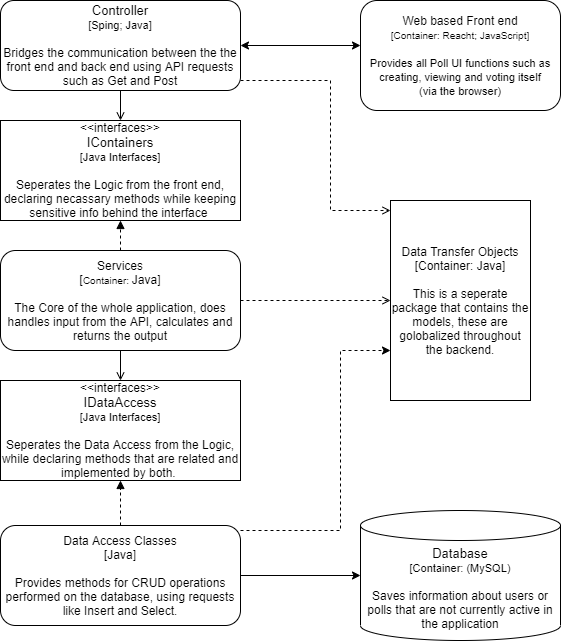 Controller
[Sping; Java]
Bridges the communication between the the
front end and back end using API requests
such as Get and Post
Web based Front end
[Container: Reacht; JavaScript]
Provides all Poll UI functions such as
creating, viewing and voting itself
(via the browser)
<<interfaces>>
IContainers
[Java Interfaces]
Seperates the Logic from the front end,
declaring necassary methods while keeping
sensitive info behind the interface
Services
[Container: Java]
The Core of the whole application, does
handles input from the API, calculates and
returns the output
Data Transfer Objects
[Container: Java]
This is a seperate
package that contains the
models, these are
golobalized throughout
the backend.
<<interfaces>>
IDataAccess
[Java Interfaces]
Seperates the Data Access from the Logic,
while declaring methods that are related and
implemented by both.
Data Access Classes
[Java]
Provides methods for CRUD operations
performed on the database, using requests
like Insert and Select.
Database
[Container: (MySQL)
Saves information about users or
polls that are not currently active in
the application